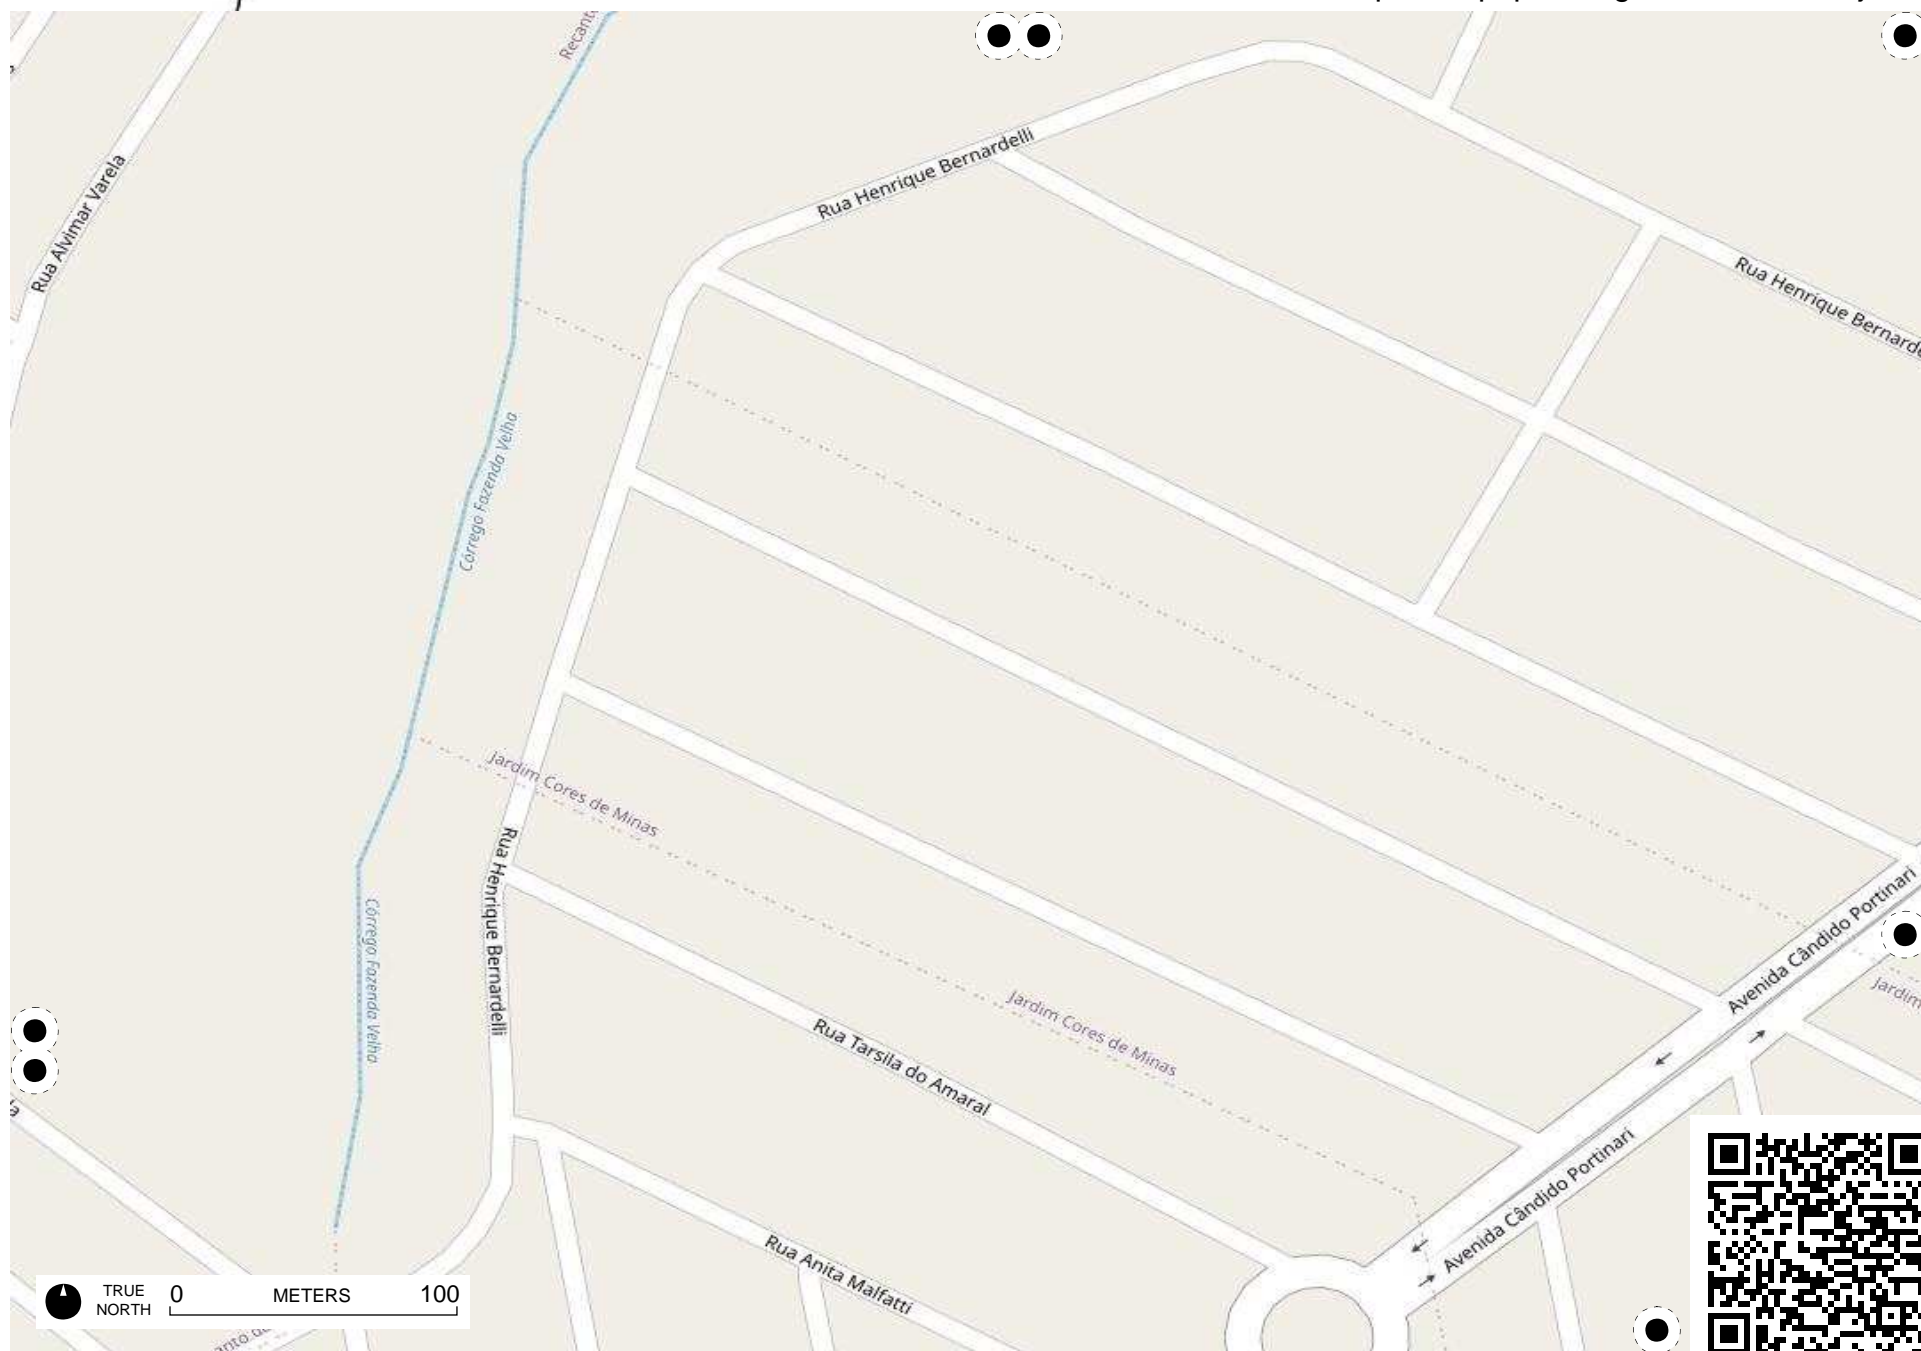 Rua Henrique Bernardelli
Rua Alvimar Varela
Rua Henrique
Córrego Fazenda Velha
Jardim Cores de Minas
Rua Henrique Bernardelli
Avenida Cândido Portinari
Córrego Fazenda Velha
Jardim
Jardim Cores de Minas
Rua Tarsila do Amaral
Avenida Cândido Portinari
Rua Anita Malfatti
TRUE
NORTH
0 METERS 100